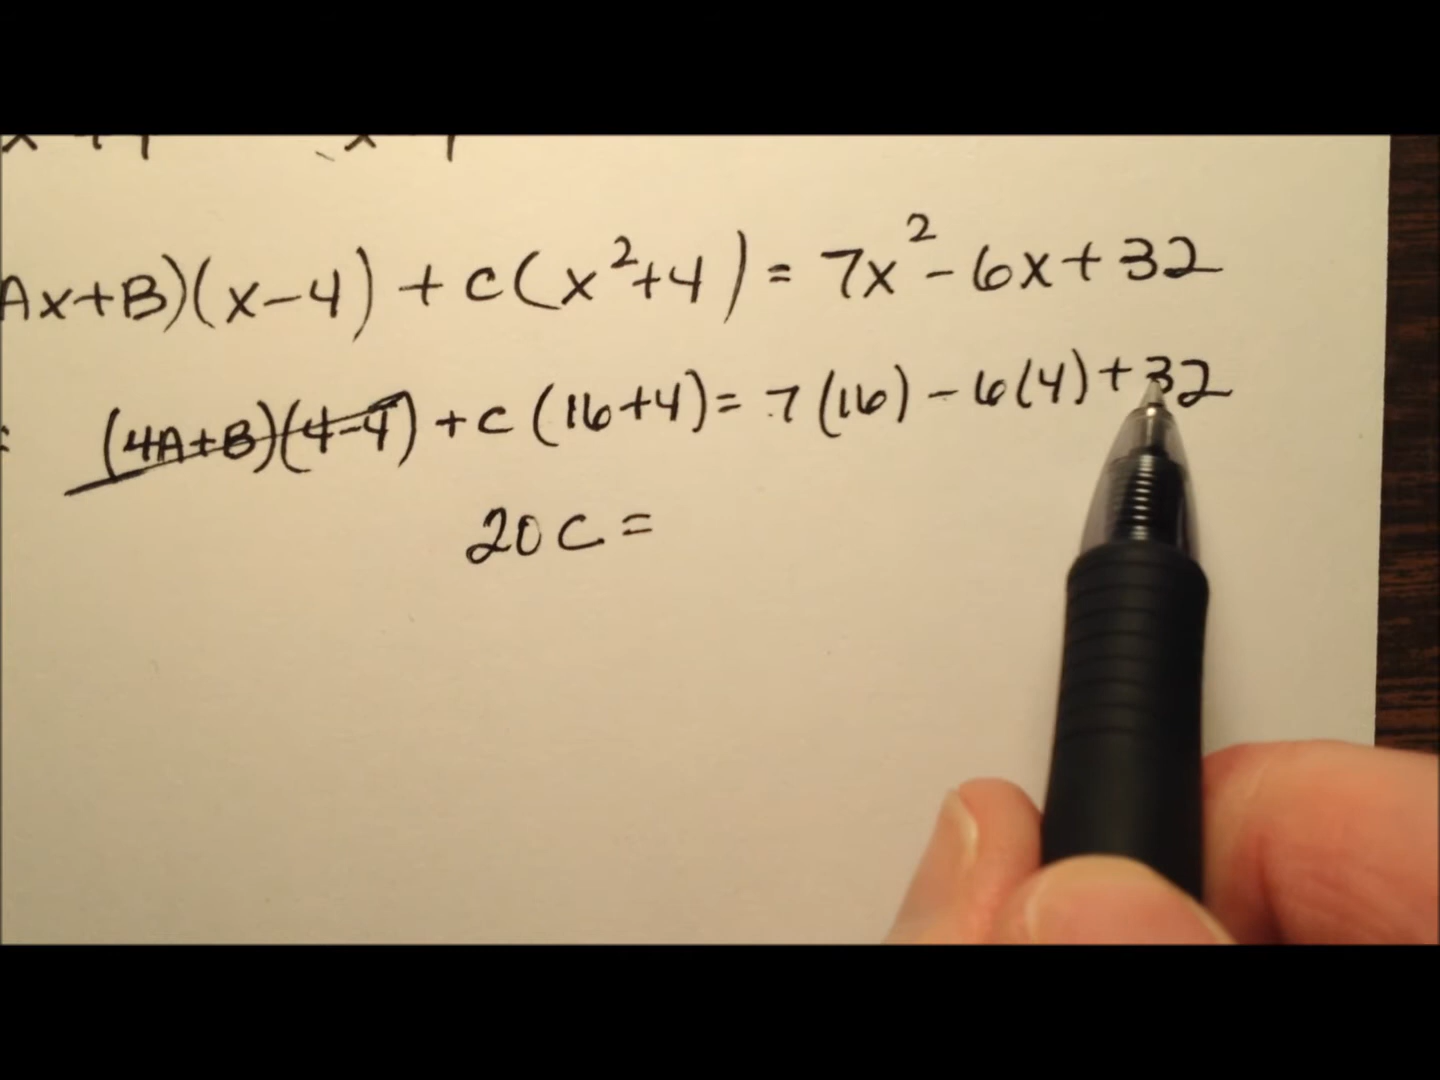 Ax+B)(x-4) + C(x²+4) = 7x² - 6x + 32
(4A+B)(4-4) + C(16+4) = 7(16) - 6(4) + 32
20C =